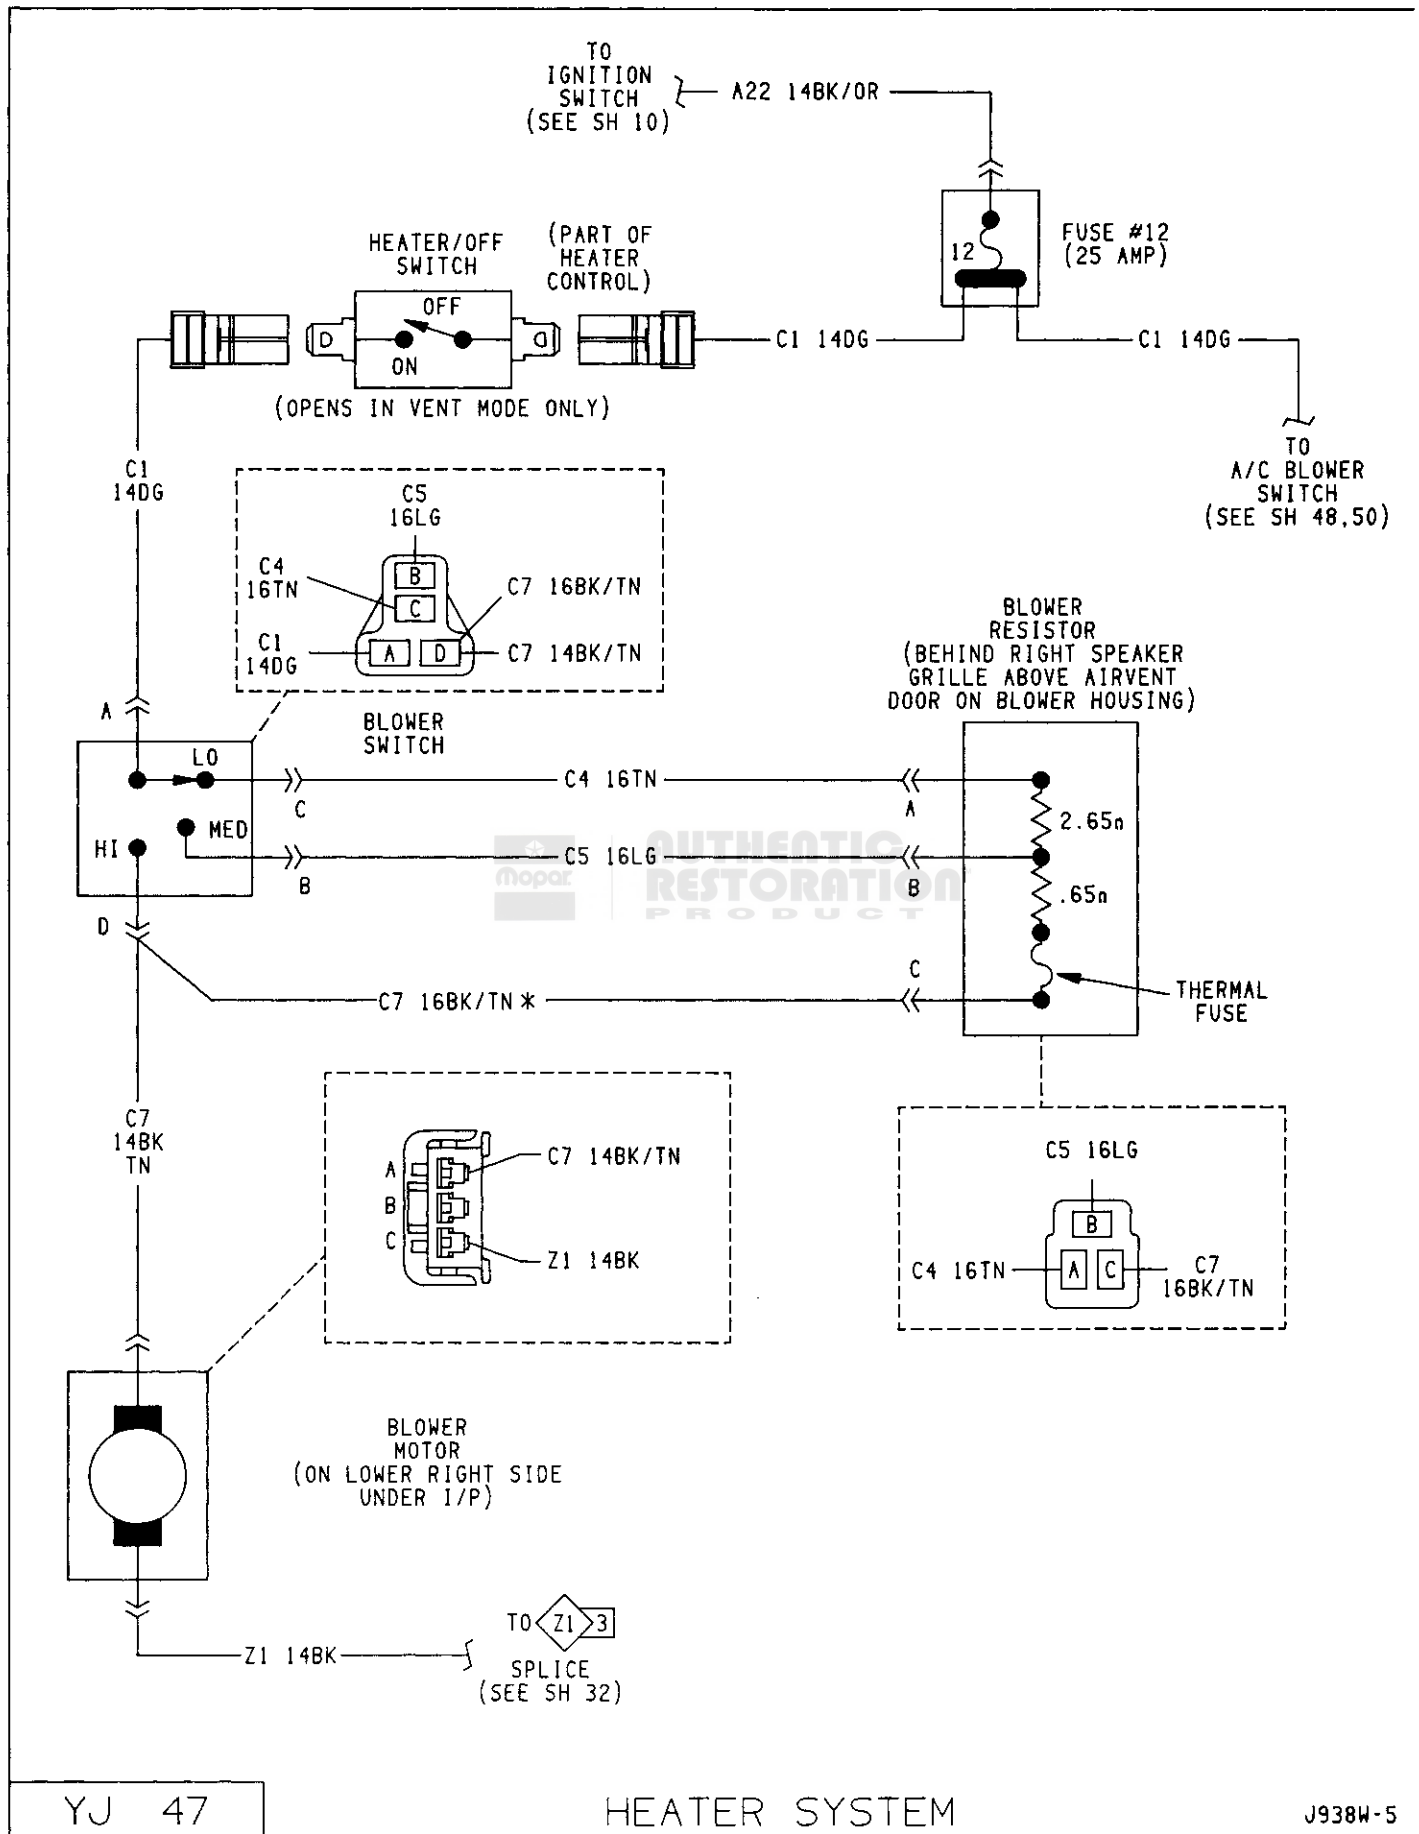 TO
IGNITION
SWITCH
(SEE SH 10)
A22 14BK/OR
12
FUSE #12
(25 AMP)
HEATER/OFF
SWITCH
(PART OF
HEATER
CONTROL)
OFF
ON
D
D
(OPENS IN VENT MODE ONLY)
C1 14DG
C1 14DG
TO
A/C BLOWER
SWITCH
(SEE SH 48,50)
C1
14DG
C5
16LG
C4
16TN
C1
14DG
B
C
A
D
C7 16BK/TN
C7 14BK/TN
BLOWER
SWITCH
BLOWER
RESISTOR
(BEHIND RIGHT SPEAKER
GRILLE ABOVE AIRVENT
DOOR ON BLOWER HOUSING)
A
LO
MED
HI
C
C4 16TN
A
2.65Ω
B
C5 16LG
B
.65Ω
D
C7 16BK/TN*
C
THERMAL
FUSE
Mopar
AUTHENTIC
RESTORATION
PRODUCT
C7
14BK
TN
A
B
C
C7 14BK/TN
Z1 14BK
C5 16LG
B
A
C
C4 16TN
C7
16BK/TN
BLOWER
MOTOR
(ON LOWER RIGHT SIDE
UNDER I/P)
Z1 14BK
TO Z1 3
SPLICE
(SEE SH 32)
YJ 47
HEATER SYSTEM
J938W-5